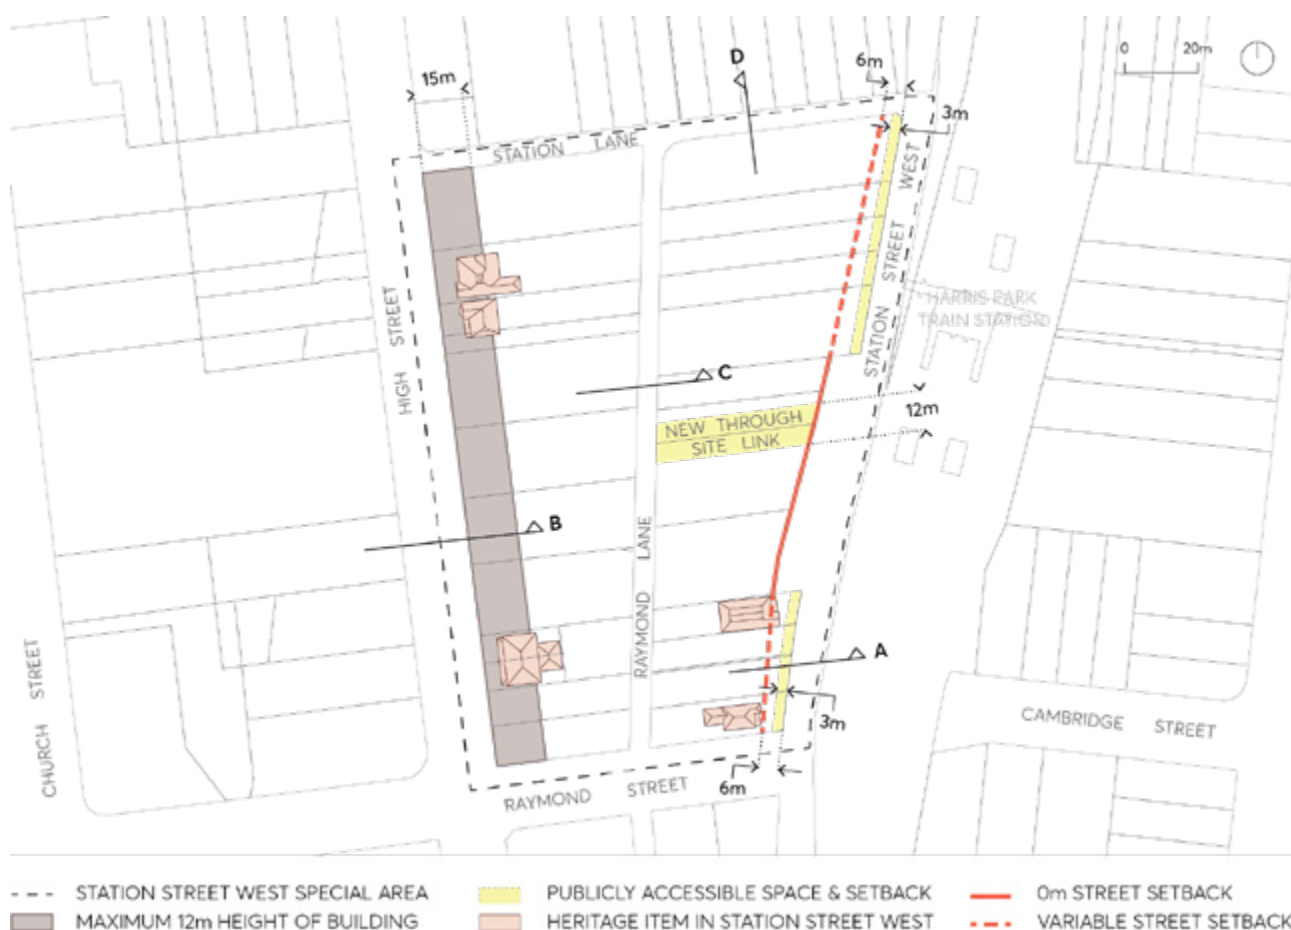 D
6m
0
20m
15m
3m
STATION LANE
STATION STREET WEST
HARRIS PARK
TRAIN STATION
HIGH STREET
C
12m
NEW THROUGH
SITE LINK
B
RAYMOND LANE
A
3m
CHURCH STREET
CAMBRIDGE STREET
6m
RAYMOND STREET
STATION STREET WEST SPECIAL AREA
PUBLICLY ACCESSIBLE SPACE & SETBACK
0m STREET SETBACK
MAXIMUM 12m HEIGHT OF BUILDING
HERITAGE ITEM IN STATION STREET WEST
VARIABLE STREET SETBACK